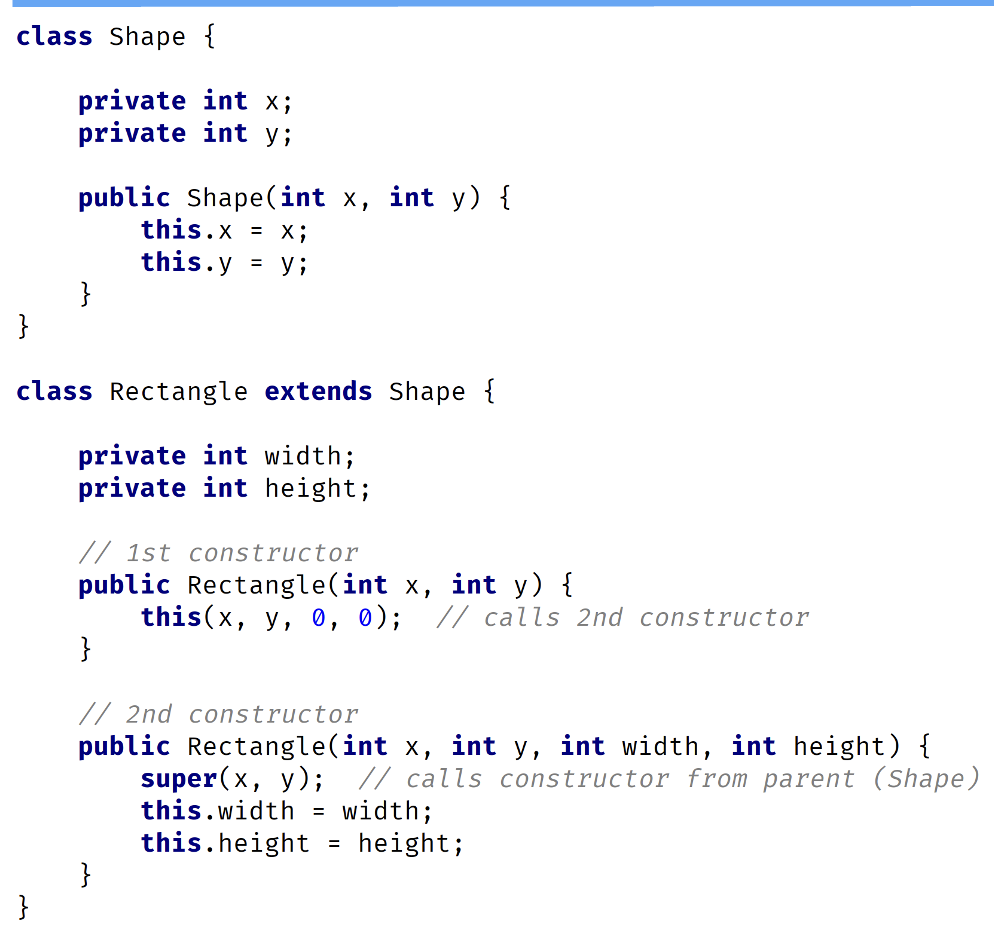 class Shape {
    private int x;
    private int y;
    public Shape(int x, int y) {
        this.x = x;
        this.y = y;
    }
}
class Rectangle extends Shape {
    private int width;
    private int height;
    // 1st constructor
    public Rectangle(int x, int y) {
        this(x, y, 0, 0);  // calls 2nd constructor
    }
    // 2nd constructor
    public Rectangle(int x, int y, int width, int height) {
        super(x, y);  // calls constructor from parent (Shape)
        this.width = width;
        this.height = height;
    }
}